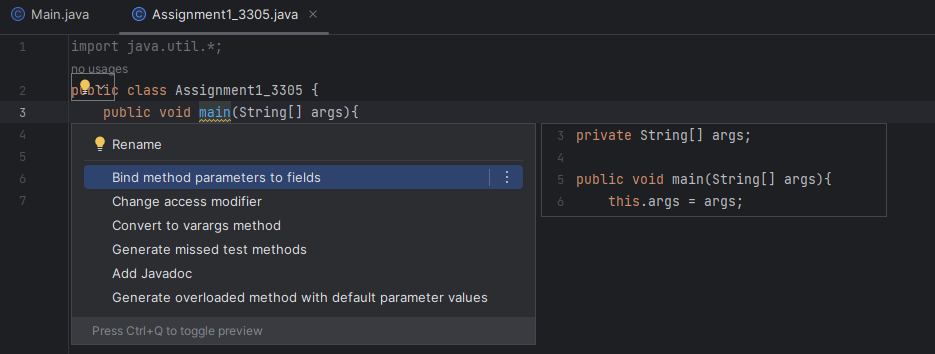 Main.java
Assignment1_3305.java
1 import java.util.*;
no usages
2 public class Assignment1_3305 {
3 public void main(String[] args){
4
5
6
7
Rename
Bind method parameters to fields
Change access modifier
Convert to varargs method
Generate missed test methods
Add Javadoc
Generate overloaded method with default parameter values
Press Ctrl+Q to toggle preview
3 private String[] args;
4
5 public void main(String[] args){
6 this.args = args;